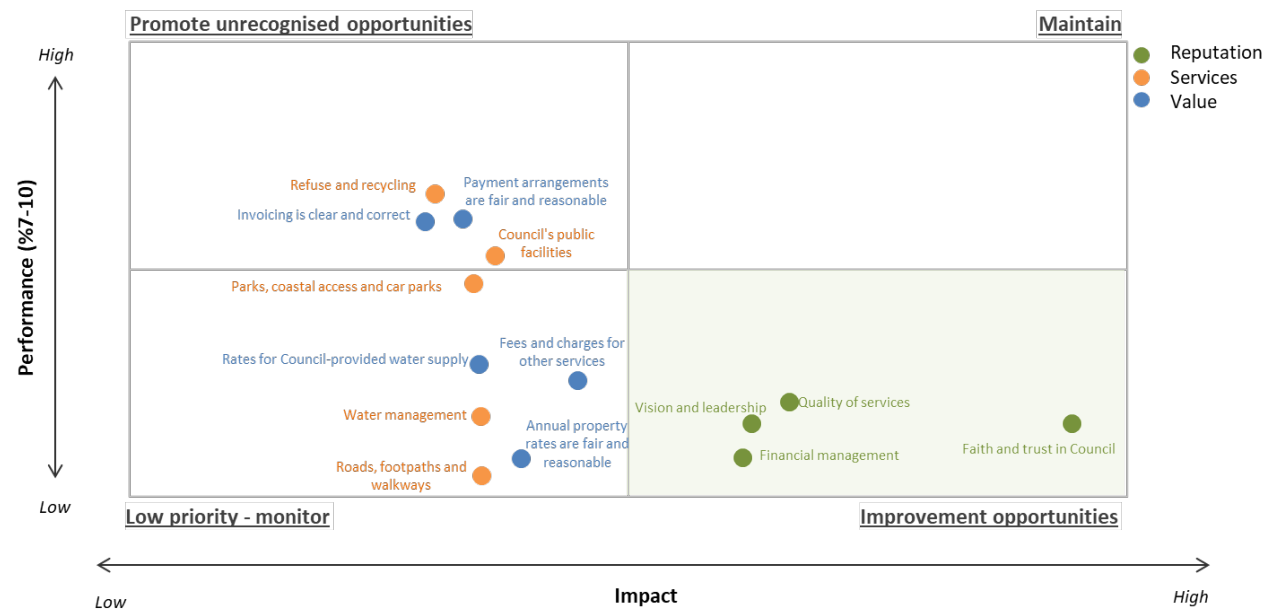 Promote unrecognised opportunities
Maintain
High
Reputation
Services
Value
Performance (%7-10)
Refuse and recycling
Payment arrangements
are fair and reasonable
Invoicing is clear and correct
Council's public
facilities
Parks, coastal access and car parks
Fees and charges for
other services
Rates for Council-provided water supply
Water management
Annual property
rates are fair and
reasonable
Roads, footpaths and
walkways
Vision and leadership
Quality of services
Financial management
Faith and trust in Council
Low
Low priority - monitor
Improvement opportunities
Low
Impact
High